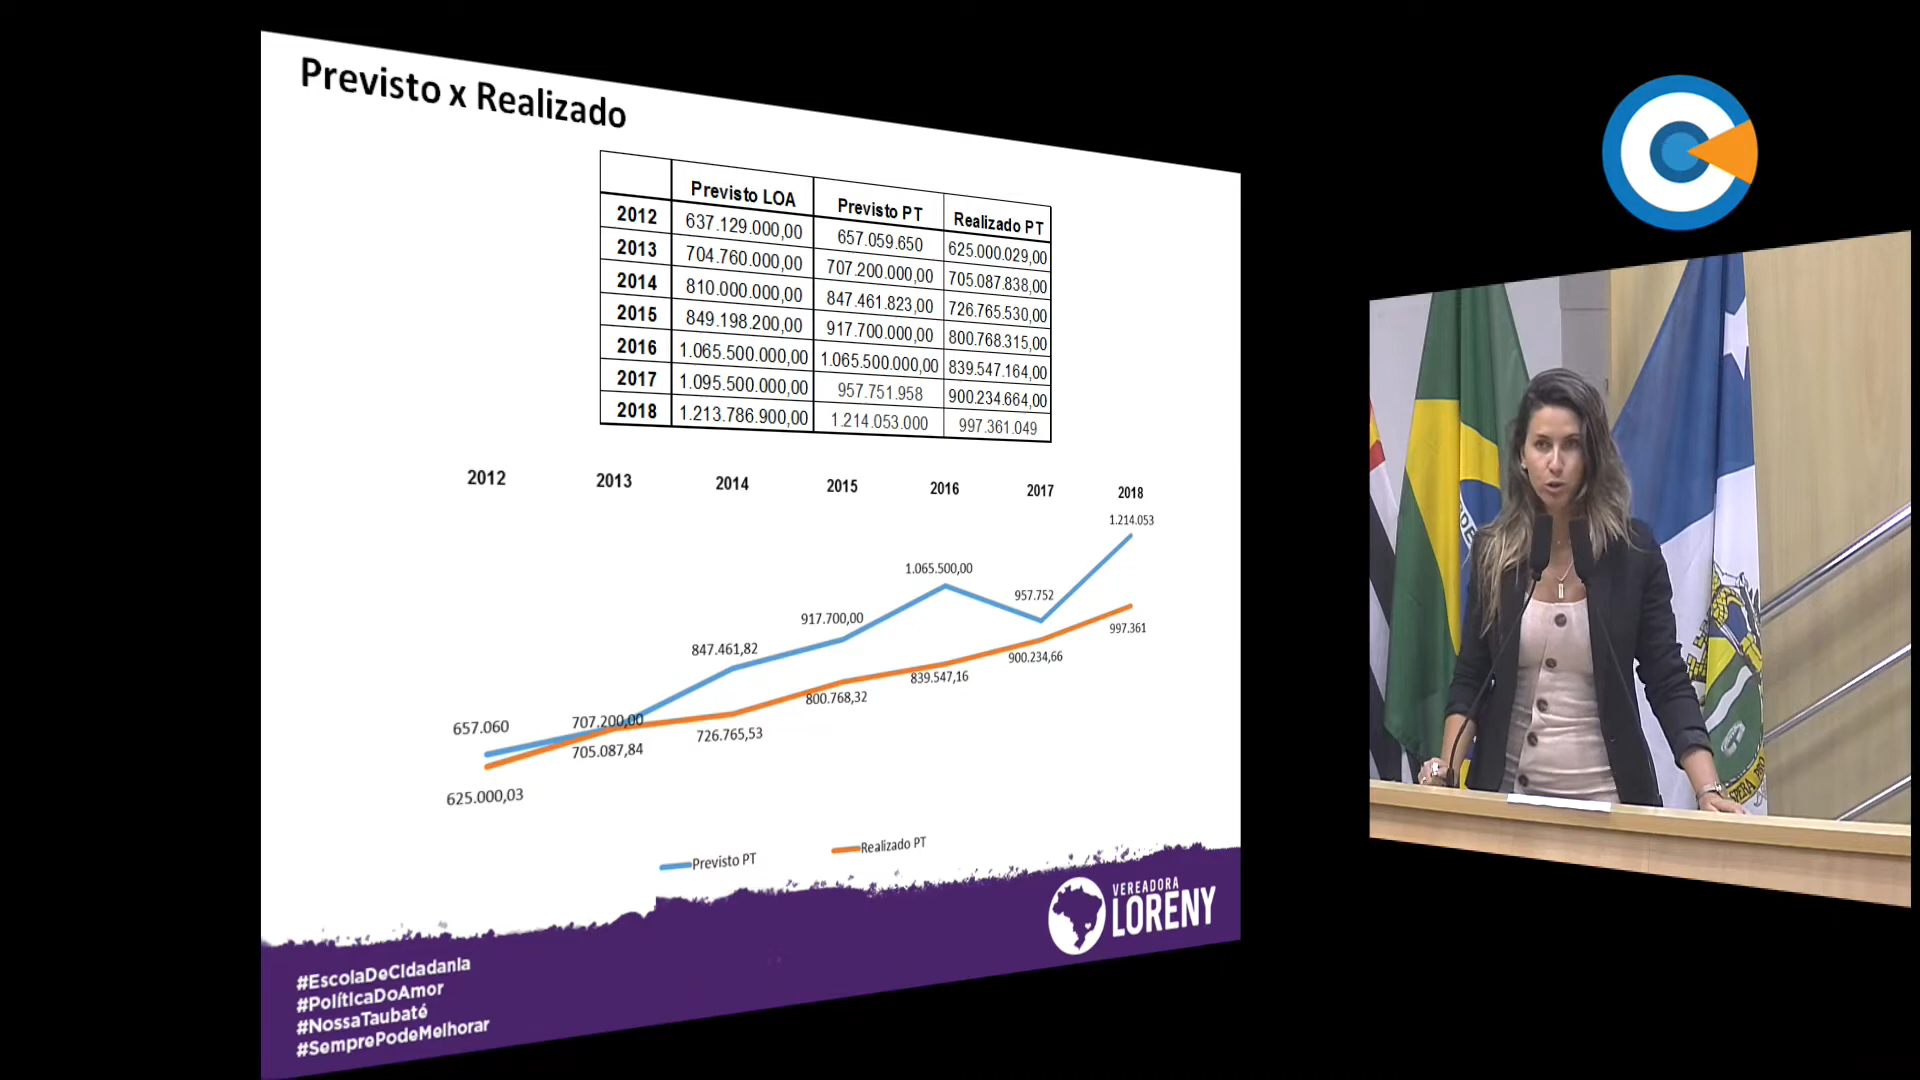 Previsto x Realizado
Previsto LOA Previsto PT Realizado PT
2012 637.129.000,00 657.059.650 625.000.029,00
2013 704.760.000,00 707.200.000,00 705.087.838,00
2014 810.000.000,00 847.461.823,00 726.765.530,00
2015 849.198.200,00 917.700.000,00 800.768.315,00
2016 1.065.500.000,00 1.065.500.000,00 839.547.164,00
2017 1.095.500.000,00 957.751.958 900.234.664,00
2018 1.213.786.900,00 1.214.053.000 997.361.049
2012 2013 2014 2015 2016 2017 2018
1.214.053
1.065.500,00
957.752
917.700,00
847.461,82
657.060
707.200,00
997.361
900.234,66
839.547,16
800.768,32
726.765,53
705.087,84
625.000,03
Previsto PT Realizado PT
VEREADORA
LORENY
#EscolaDeCidadania
#PolíticaDoAmor
#NossaTaubaté
#SemprePodeMelhorar